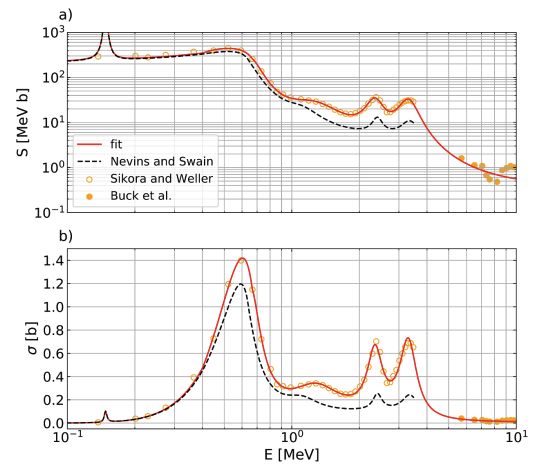 a)
10³
10²
10¹
10⁰
10⁻¹
S [MeV b]
fit
Nevins and Swain
Sikora and Weller
Buck et al.
b)
1.4
1.2
1.0
0.8
0.6
0.4
0.2
0.0
σ [b]
10⁻¹ 10⁰ 10¹
E [MeV]